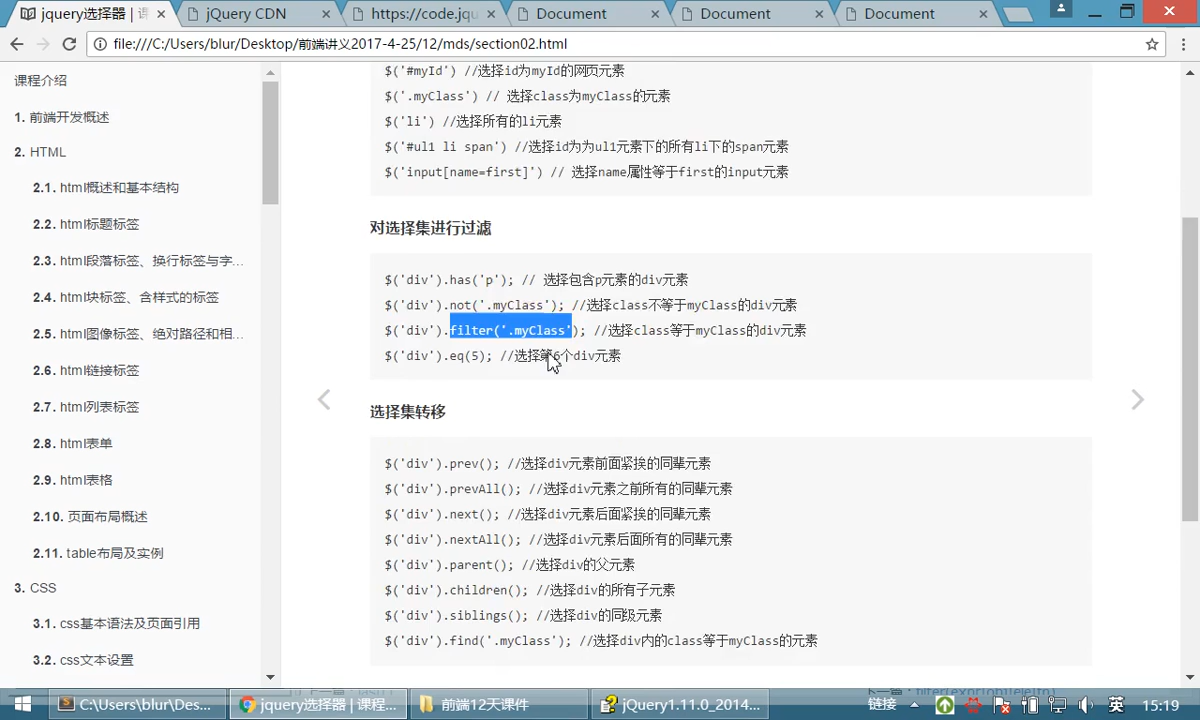 jquery选择器 | 课
jQuery CDN
https://code.jqu
Document
Document
Document
file:///C:/Users/blur/Desktop/前端讲义2017-4-25/12/mds/section02.html
课程介绍
1. 前端开发概述
2. HTML
2.1. html概述和基本结构
2.2. html标题标签
2.3. html段落标签、换行标签与字...
2.4. html块标签、含样式的标签
2.5. html图像标签、绝对路径和相...
2.6. html链接标签
2.7. html列表标签
2.8. html表单
2.9. html表格
2.10. 页面布局概述
2.11. table布局及实例
3. CSS
3.1. css基本语法及页面引用
3.2. css文本设置
$('#myId') //选择id为myId的网页元素
$('.myClass') // 选择class为myClass的元素
$('li') //选择所有的li元素
$('#ul1 li span') //选择id为为ul1元素下的所有li下的span元素
$('input[name=first]') // 选择name属性等于first的input元素
对选择集进行过滤
$('div').has('p'); // 选择包含p元素的div元素
$('div').not('.myClass'); //选择class不等于myClass的div元素
$('div').filter('.myClass'); //选择class等于myClass的div元素
$('div').eq(5); //选择第6个div元素
选择集转移
$('div').prev(); //选择div元素前面紧挨的同辈元素
$('div').prevAll(); //选择div元素之前所有的同辈元素
$('div').next(); //选择div元素后面紧挨的同辈元素
$('div').nextAll(); //选择div元素后面所有的同辈元素
$('div').parent(); //选择div的父元素
$('div').children(); //选择div的所有子元素
$('div').siblings(); //选择div的同级元素
$('div').find('.myClass'); //选择div内的class等于myClass的元素
C:\Users\blur\Des...
jquery选择器 | 课程...
前端12天课件
jQuery1.11.0_2014...
链接
英
15:19